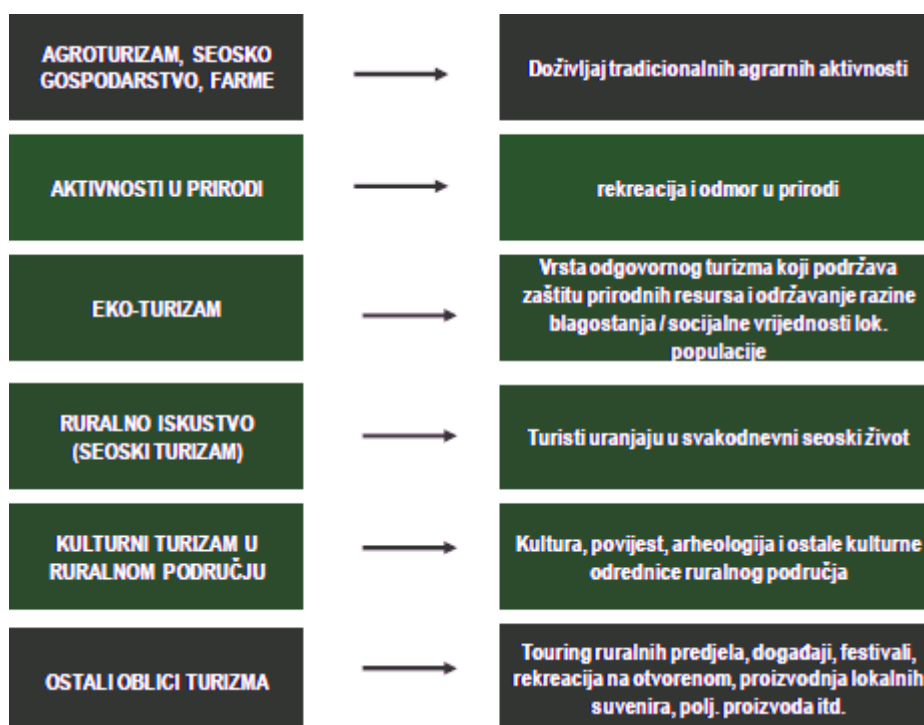 AGROTURIZAM, SEOSKO
GOSPODARSTVO, FARME
Doživljaj tradicionalnih agrarnih aktivnosti
AKTIVNOSTI U PRIRODI
rekreacija i odmor u prirodi
EKO-TURIZAM
Vrsta odgovornog turizma koji podržava
zaštitu prirodnih resursa i održavanje razine
blagostanja / socijalne vrijednosti lok.
populacije
RURALNO ISKUSTVO
(SEOSKI TURIZAM)
Turisti uranjaju u svakodnevni seoski život
KULTURNI TURIZAM U
RURALNOM PODRUČJU
Kultura, povijest, arheologija i ostale kulturne
odrednice ruralnog područja
OSTALI OBLICI TURIZMA
Touring ruralnih predjela, događaji, festivali,
rekreacija na otvorenom, proizvodnja lokalnih
suvenira, polj. proizvoda itd.